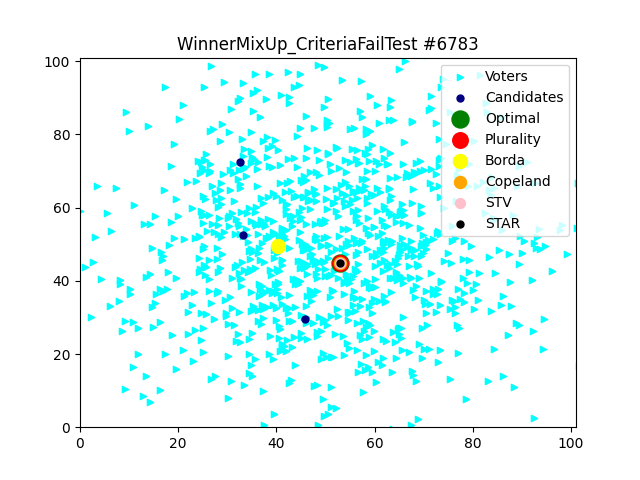 WinnerMixUp_CriteriaFailTest #6783
Voters
Candidates
Optimal
Plurality
Borda
Copeland
STV
STAR
100
80
60
40
20
0
0 20 40 60 80 100